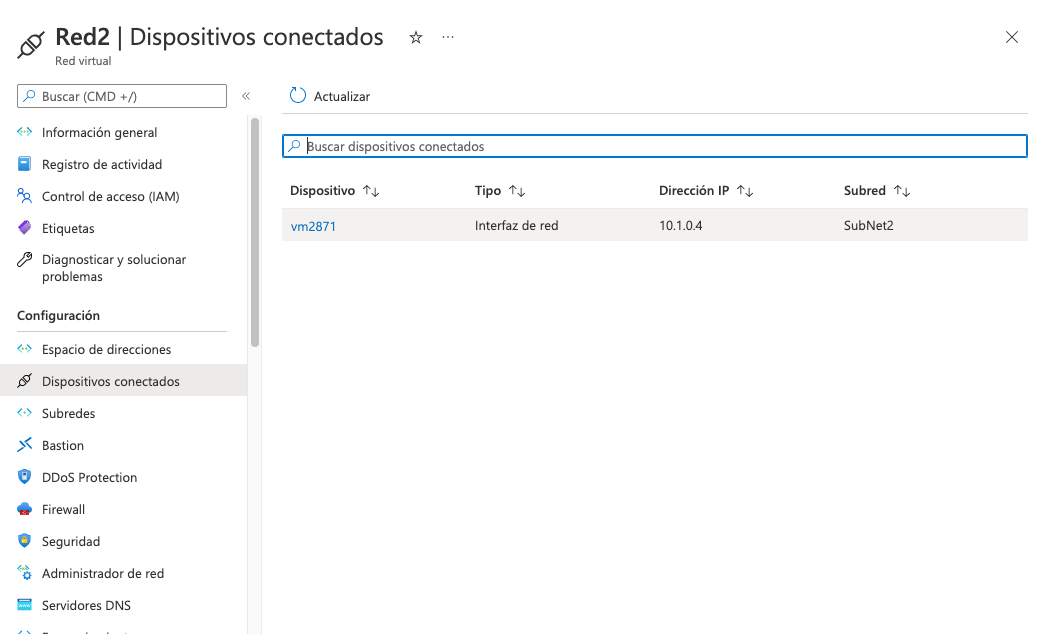 Red2 | Dispositivos conectados
Red virtual
Buscar (CMD +/)
Información general
Registro de actividad
Control de acceso (IAM)
Etiquetas
Diagnosticar y solucionar
problemas
Configuración
Espacio de direcciones
Dispositivos conectados
Subredes
Bastion
DDoS Protection
Firewall
Seguridad
Administrador de red
Servidores DNS
Actualizar
Buscar dispositivos conectados
Dispositivo Tipo Dirección IP Subred
vm2871 Interfaz de red 10.1.0.4 SubNet2